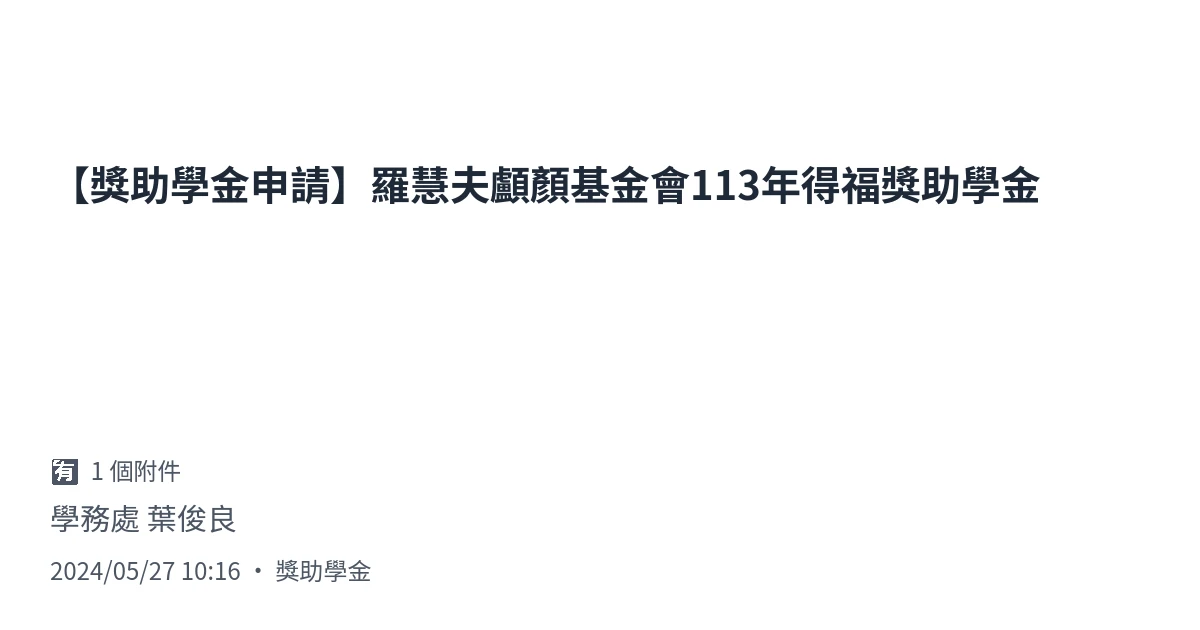 【獎助學金申請】羅慧夫顱顏基金會113年得福獎助學金
🈶 1 個附件
學務處 葉俊良
2024/05/27 10:16 · 獎助學金